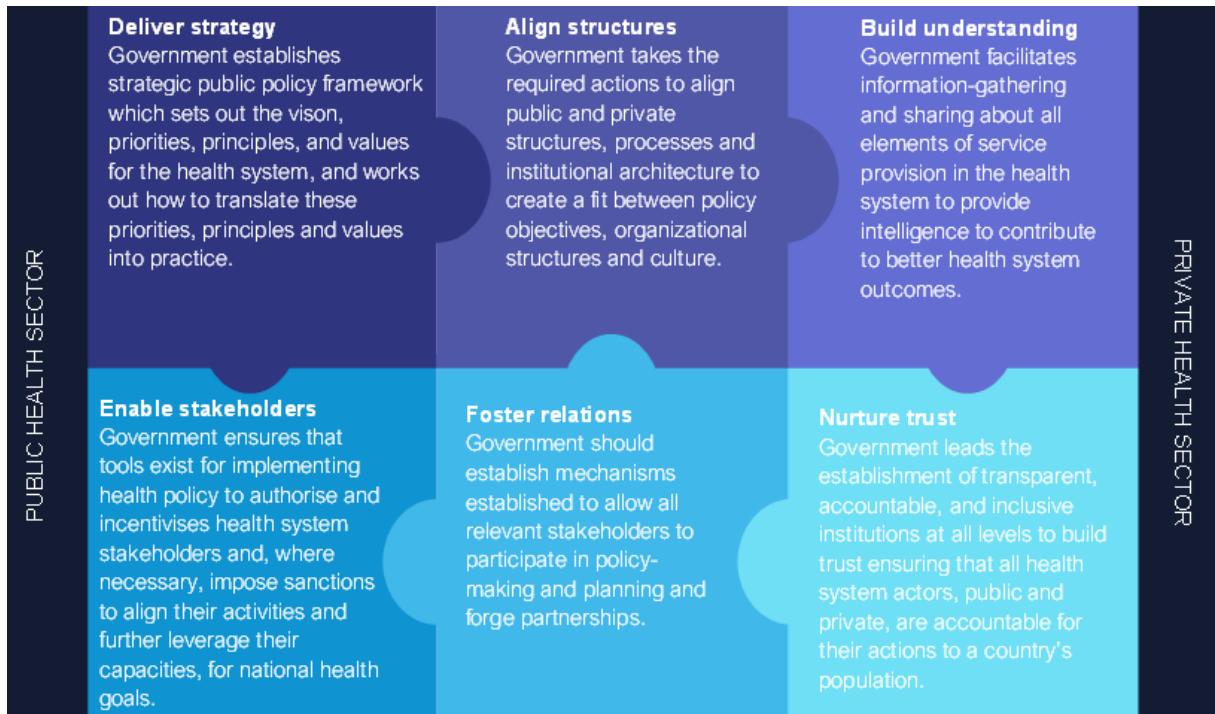 PUBLIC HEALTH SECTOR
Deliver strategy
Government establishes
strategic public policy framework
which sets out the vison,
priorities, principles, and values
for the health system, and works
out how to translate these
priorities, principles and values
into practice.
Align structures
Government takes the
required actions to align
public and private
structures, processes and
institutional architecture to
create a fit between policy
objectives, organizational
structures and culture.
Build understanding
Government facilitates
information-gathering
and sharing about all
elements of service
provision in the health
system to provide
intelligence to contribute
to better health system
outcomes.
Enable stakeholders
Government ensures that
tools exist for implementing
health policy to authorise and
incentivises health system
stakeholders and, where
necessary, impose sanctions
to align their activities and
further leverage their
capacities, for national health
goals.
Foster relations
Government should
establish mechanisms
established to allow all
relevant stakeholders to
participate in policy-
making and planning and
forge partnerships.
Nurture trust
Government leads the
establishment of transparent,
accountable, and inclusive
institutions at all levels to build
trust ensuring that all health
system actors, public and
private, are accountable for
their actions to a country's
population.
PRIVATE HEALTH SECTOR